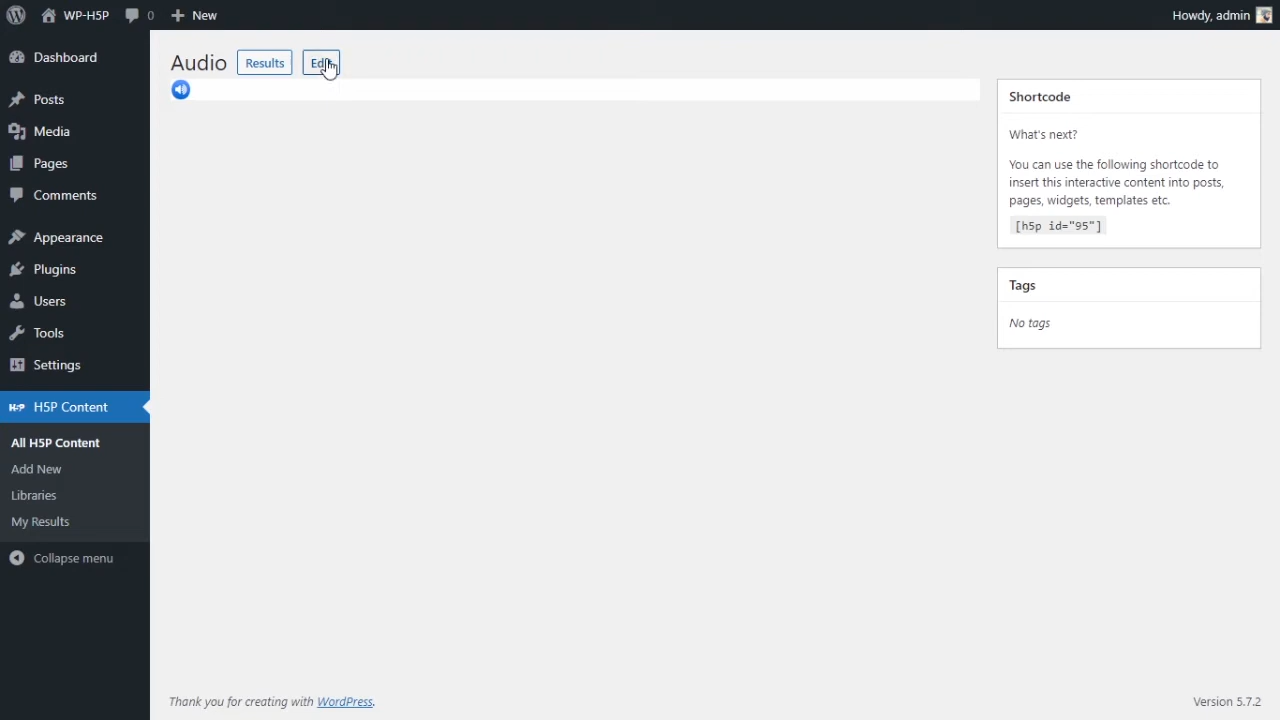 WP-H5P
0
New
Howdy, admin
Dashboard
Posts
Media
Pages
Comments
Appearance
Plugins
Users
Tools
Settings
H5P Content
All H5P Content
Add New
Libraries
My Results
Collapse menu
Audio
Results
Shortcode
What's next?
You can use the following shortcode to
insert this interactive content into posts,
pages, widgets, templates etc.
[h5p id="95"]
Tags
No tags
Thank you for creating with WordPress.
Version 5.7.2